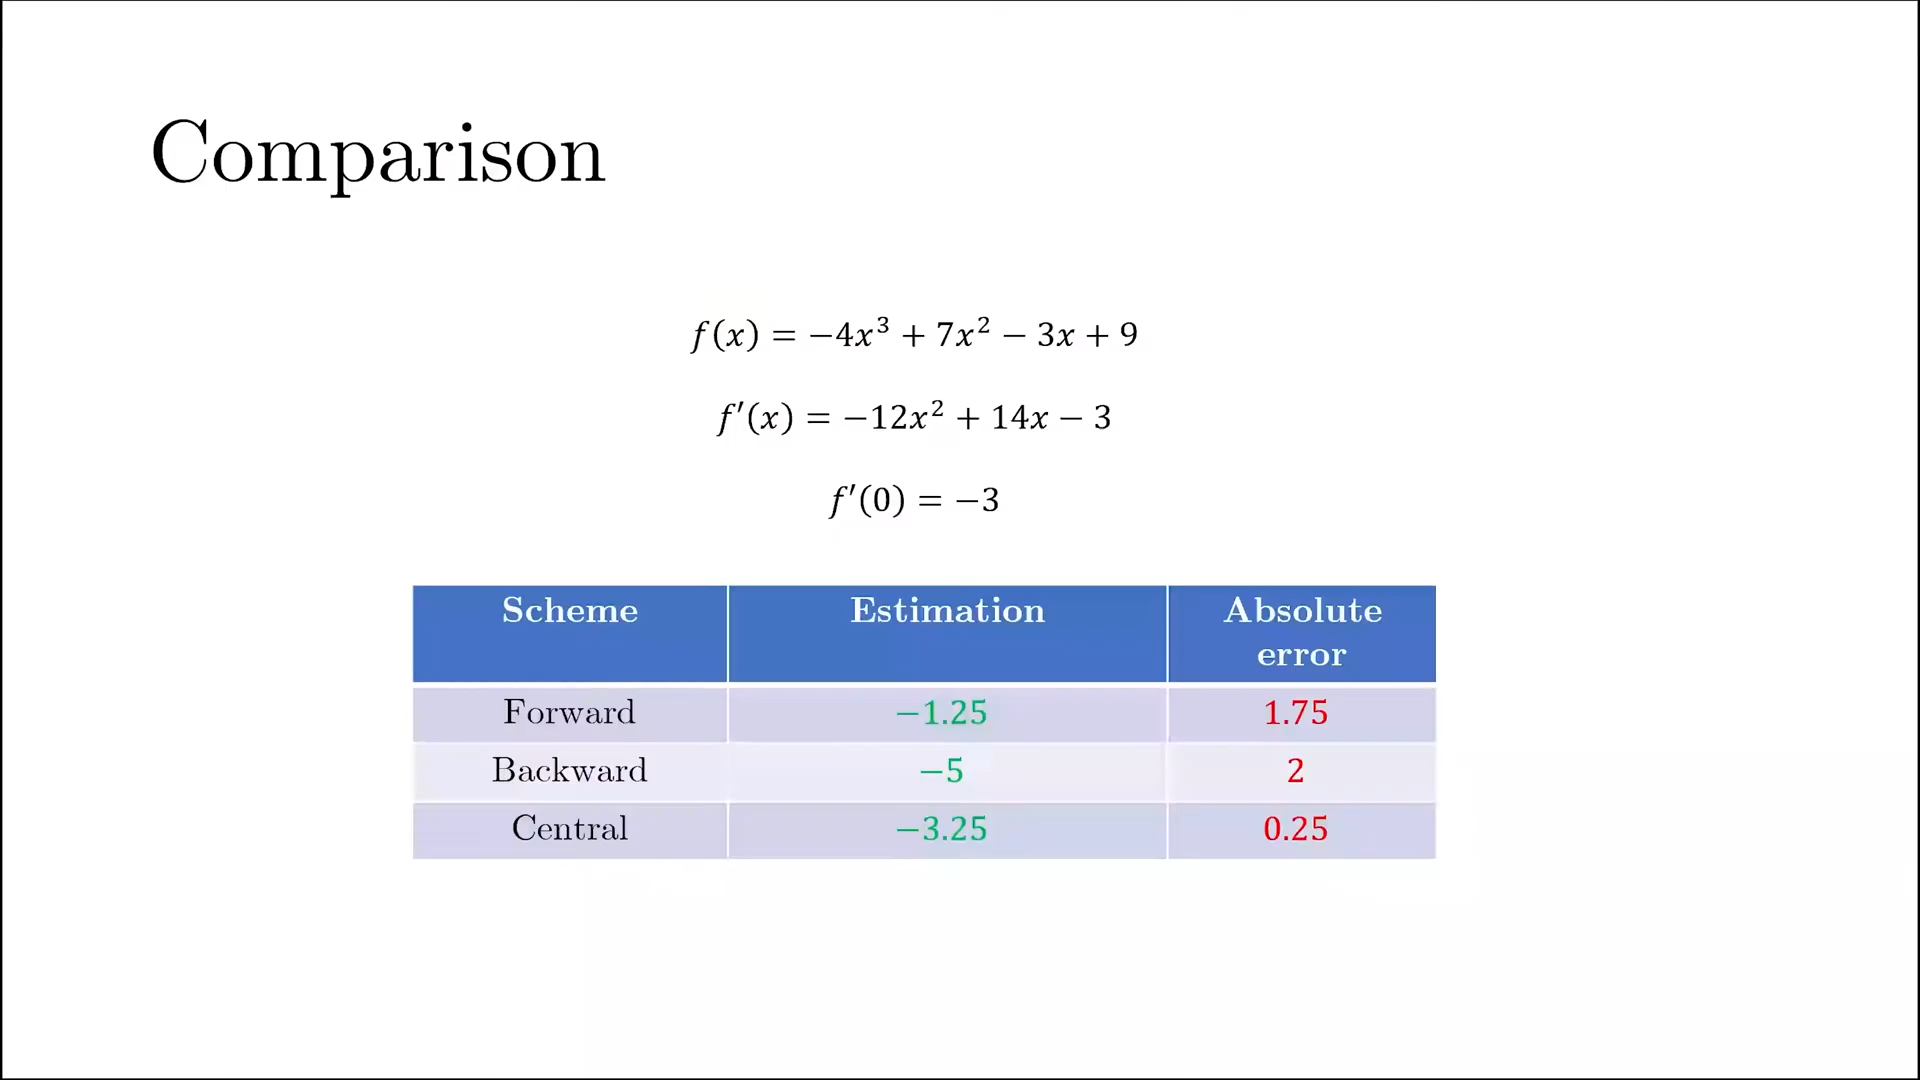 Comparison
f(x) = −4x³ + 7x² − 3x + 9
f′(x) = −12x² + 14x − 3
f′(0) = −3
Scheme Estimation Absolute error
Forward −1.25 1.75
Backward −5 2
Central −3.25 0.25